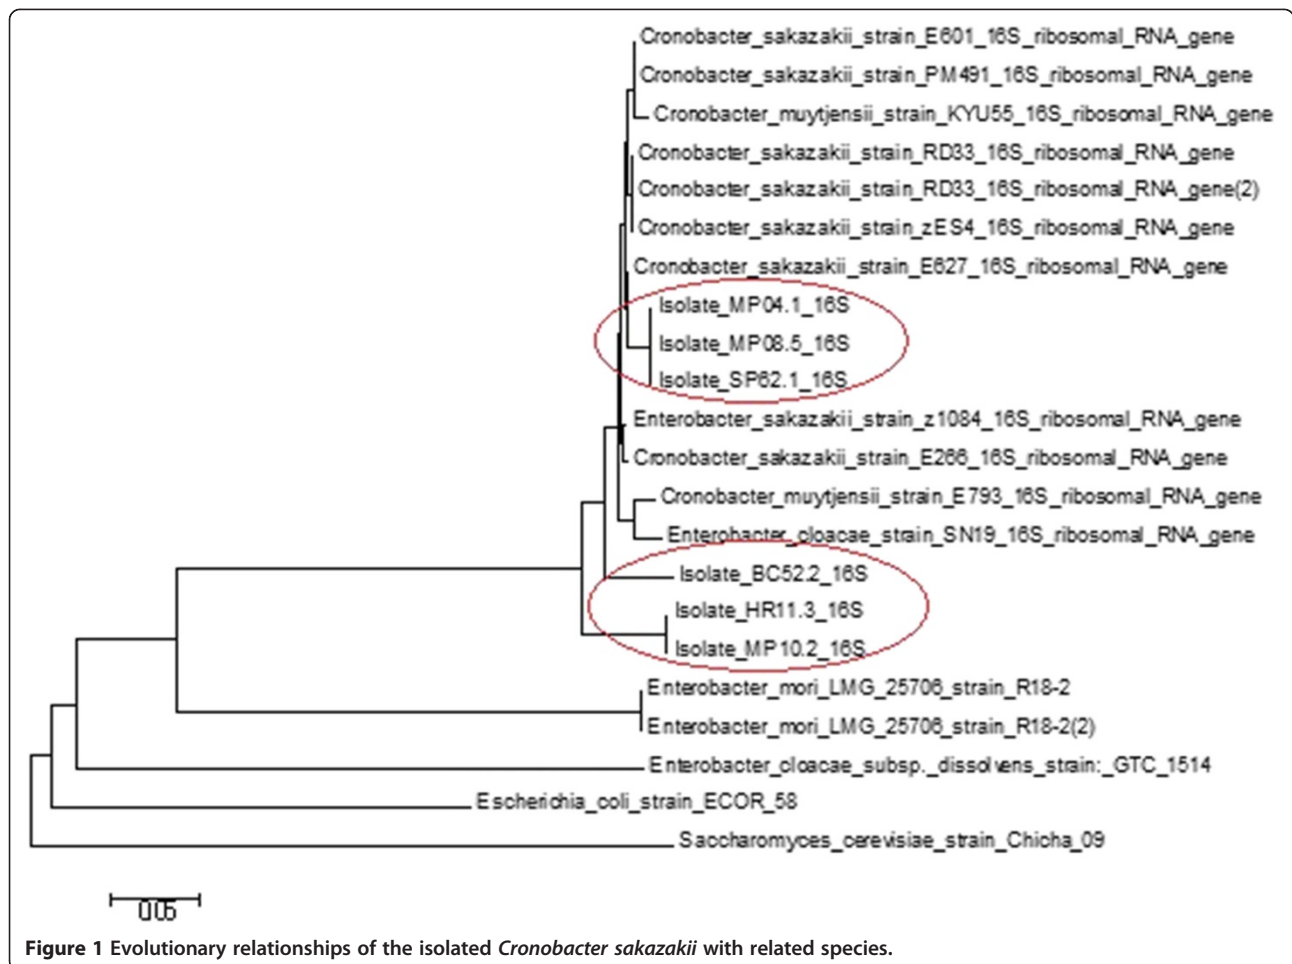 Cronobacter_sakazakii_strain_E601_16S_ribosomal_RNA_gene
Cronobacter_sakazakii_strain_PM491_16S_ribosomal_RNA_gene
Cronobacter_muytjensii_strain_KYU55_16S_ribosomal_RNA_gene
Cronobacter_sakazakii_strain_RD33_16S_ribosomal_RNA_gene
Cronobacter_sakazakii_strain_RD33_16S_ribosomal_RNA_gene(2)
Cronobacter_sakazakii_strain_zES4_16S_ribosomal_RNA_gene
Cronobacter_sakazakii_strain_E627_16S_ribosomal_RNA_gene
Isolate_MP04.1_16S
Isolate_MP08.5_16S
Isolate_SP62.1_16S
Enterobacter_sakazakii_strain_z1084_16S_ribosomal_RNA_gene
Cronobacter_sakazakii_strain_E266_16S_ribosomal_RNA_gene
Cronobacter_muytjensii_strain_E793_16S_ribosomal_RNA_gene
Enterobacter_cloacae_strain_SN19_16S_ribosomal_RNA_gene
Isolate_BC52.2_16S
Isolate_HR11.3_16S
Isolate_MP10.2_16S
Enterobacter_mori_LMG_25706_strain_R18-2
Enterobacter_mori_LMG_25706_strain_R18-2(2)
Enterobacter_cloacae_subsp._dissolvens_strain:_GTC_1514
Escherichia_coli_strain_ECOR_58
Saccharomyces_cerevisiae_strain_Chicha_09
0.05
Figure 1 Evolutionary relationships of the isolated Cronobacter sakazakii with related species.